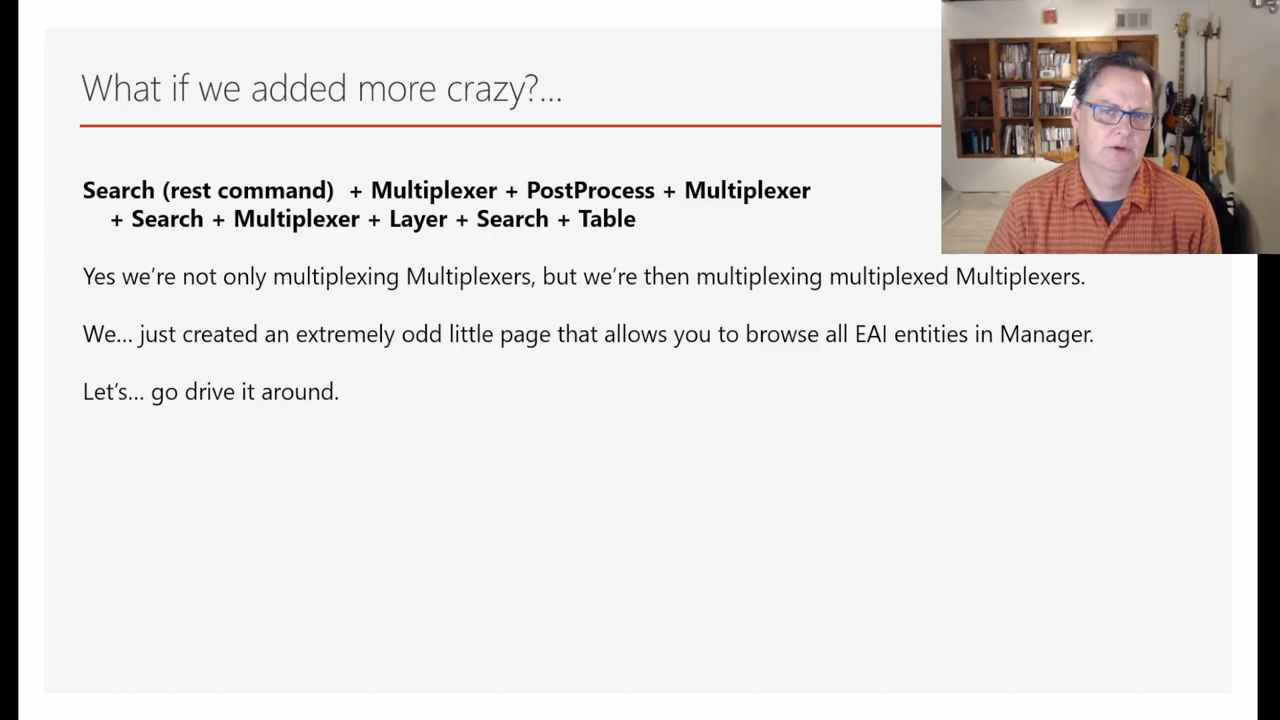 What if we added more crazy?...
Search (rest command)  + Multiplexer + PostProcess + Multiplexer
+ Search + Multiplexer + Layer + Search + Table
Yes we’re not only multiplexing Multiplexers, but we’re then multiplexing multiplexed Multiplexers.
We... just created an extremely odd little page that allows you to browse all EAI entities in Manager.
Let’s... go drive it around.